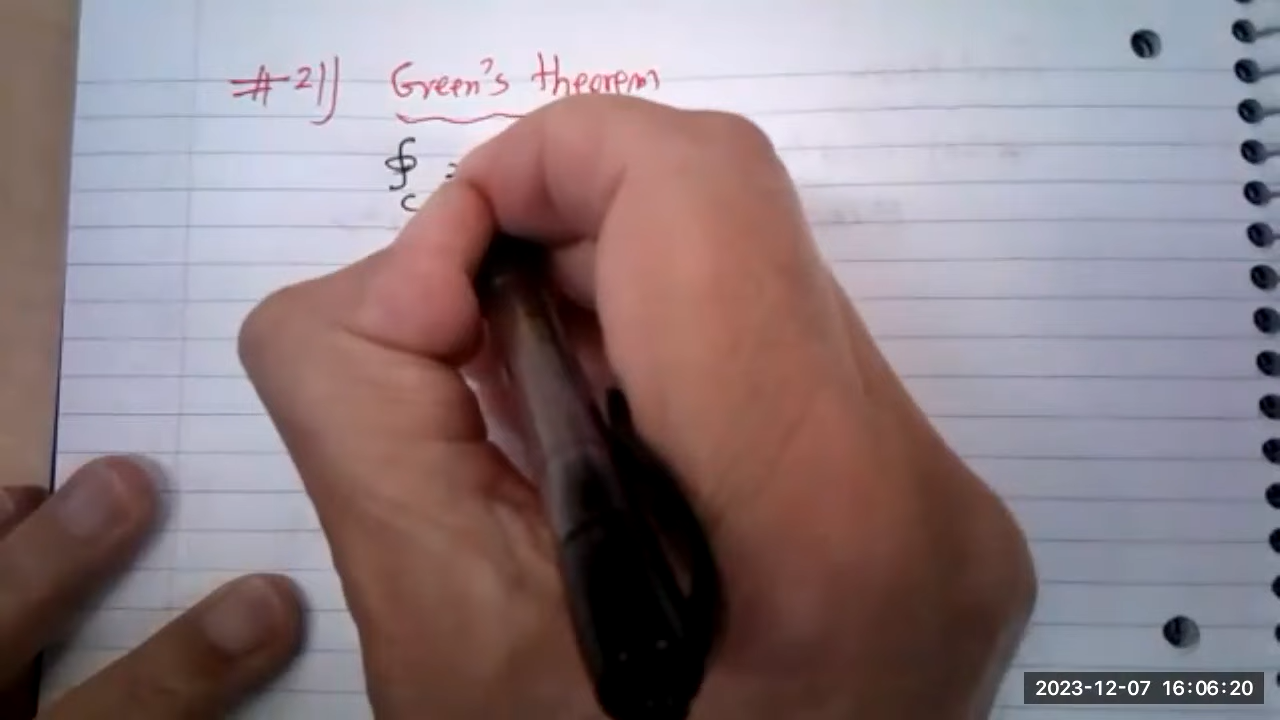 #21) Green's theorem
∮ =
C
2023-12-07 16:06:20